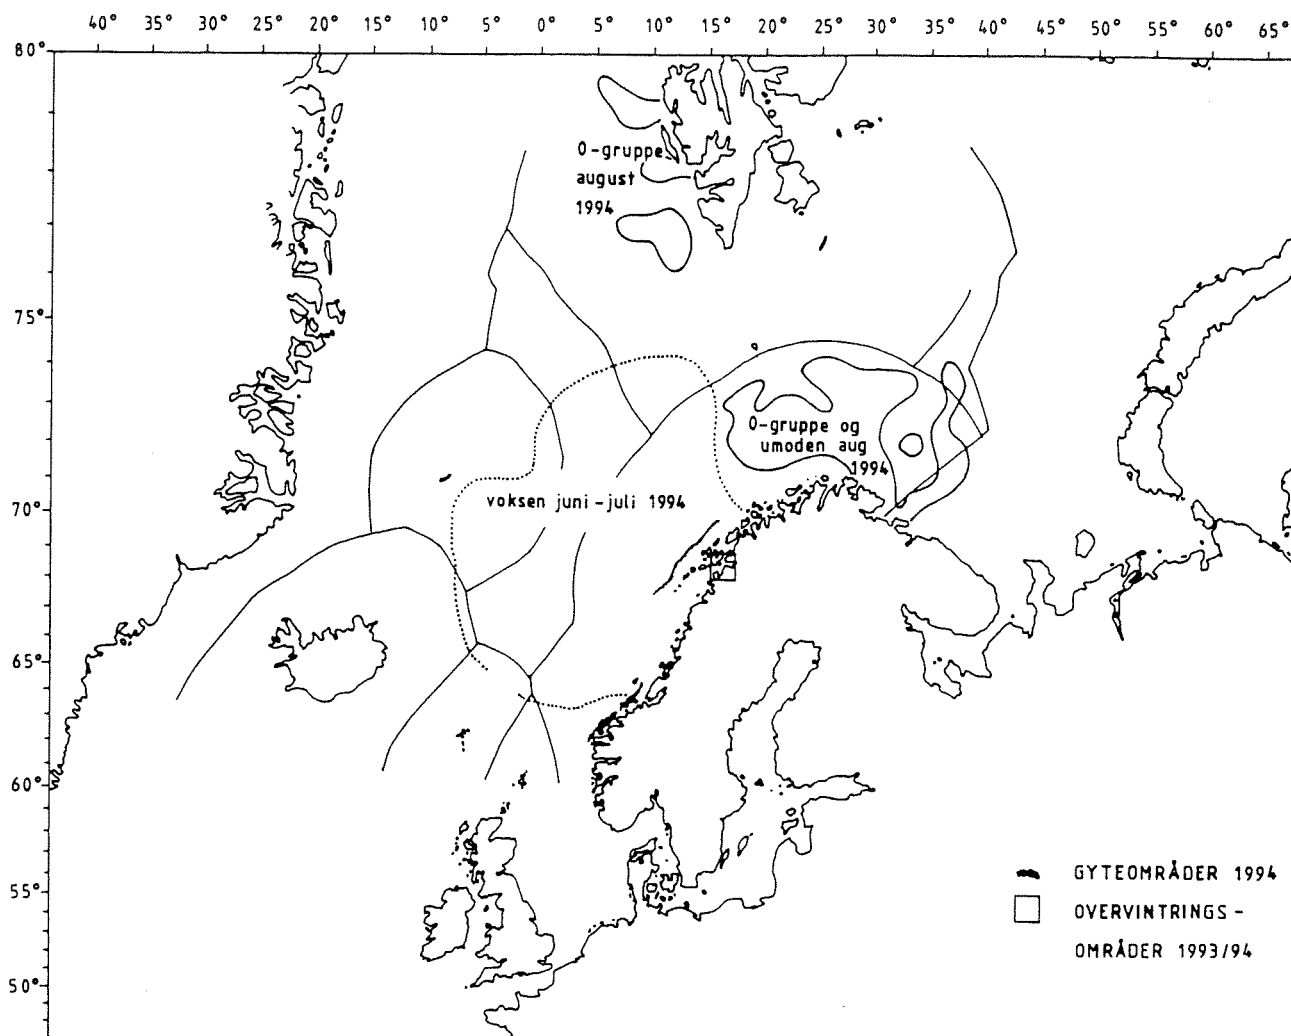 40° 35° 30° 25° 20° 15° 10° 5° 0° 5° 10° 15° 20° 25° 30° 35° 40° 45° 50° 55° 60° 65°
80°
75°
70°
65°
60°
55°
50°
0-gruppe
august
1994
0-gruppe og
umoden aug
1994
voksen juni-juli 1994
GYTEOMRÅDER 1994
OVERVINTRINGS-
OMRÅDER 1993/94